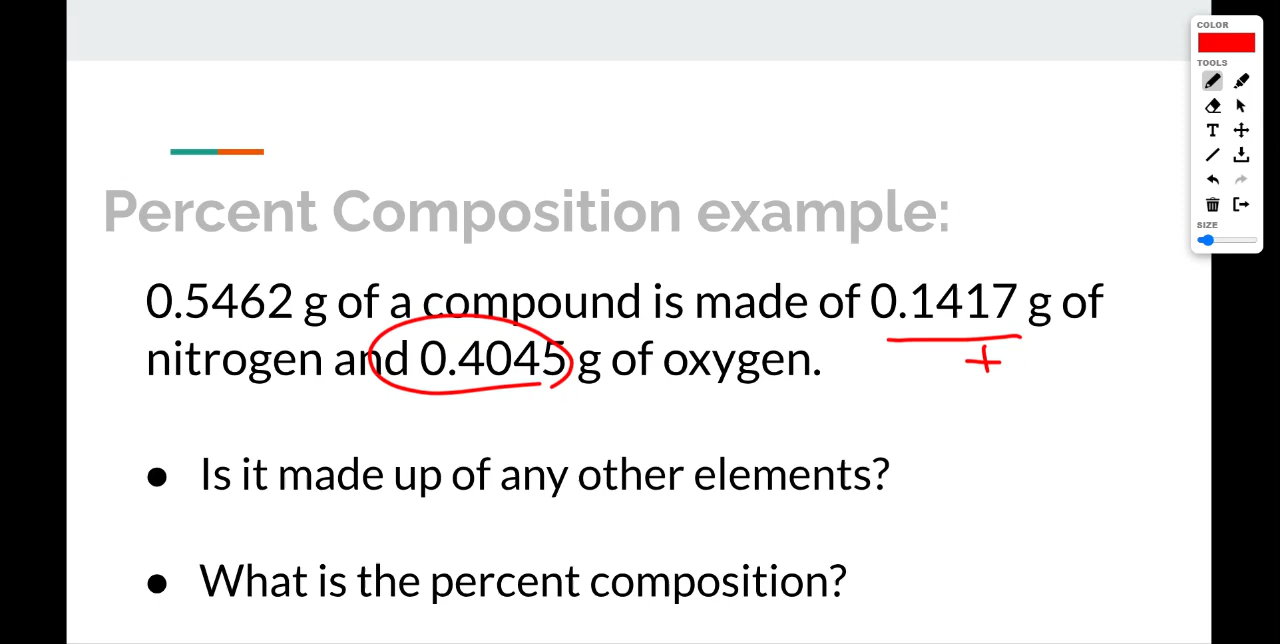 COLOR
TOOLS
T
SIZE
Percent Composition example:
0.5462 g of a compound is made of 0.1417 g of
nitrogen and 0.4045 g of oxygen.
+
● Is it made up of any other elements?
● What is the percent composition?